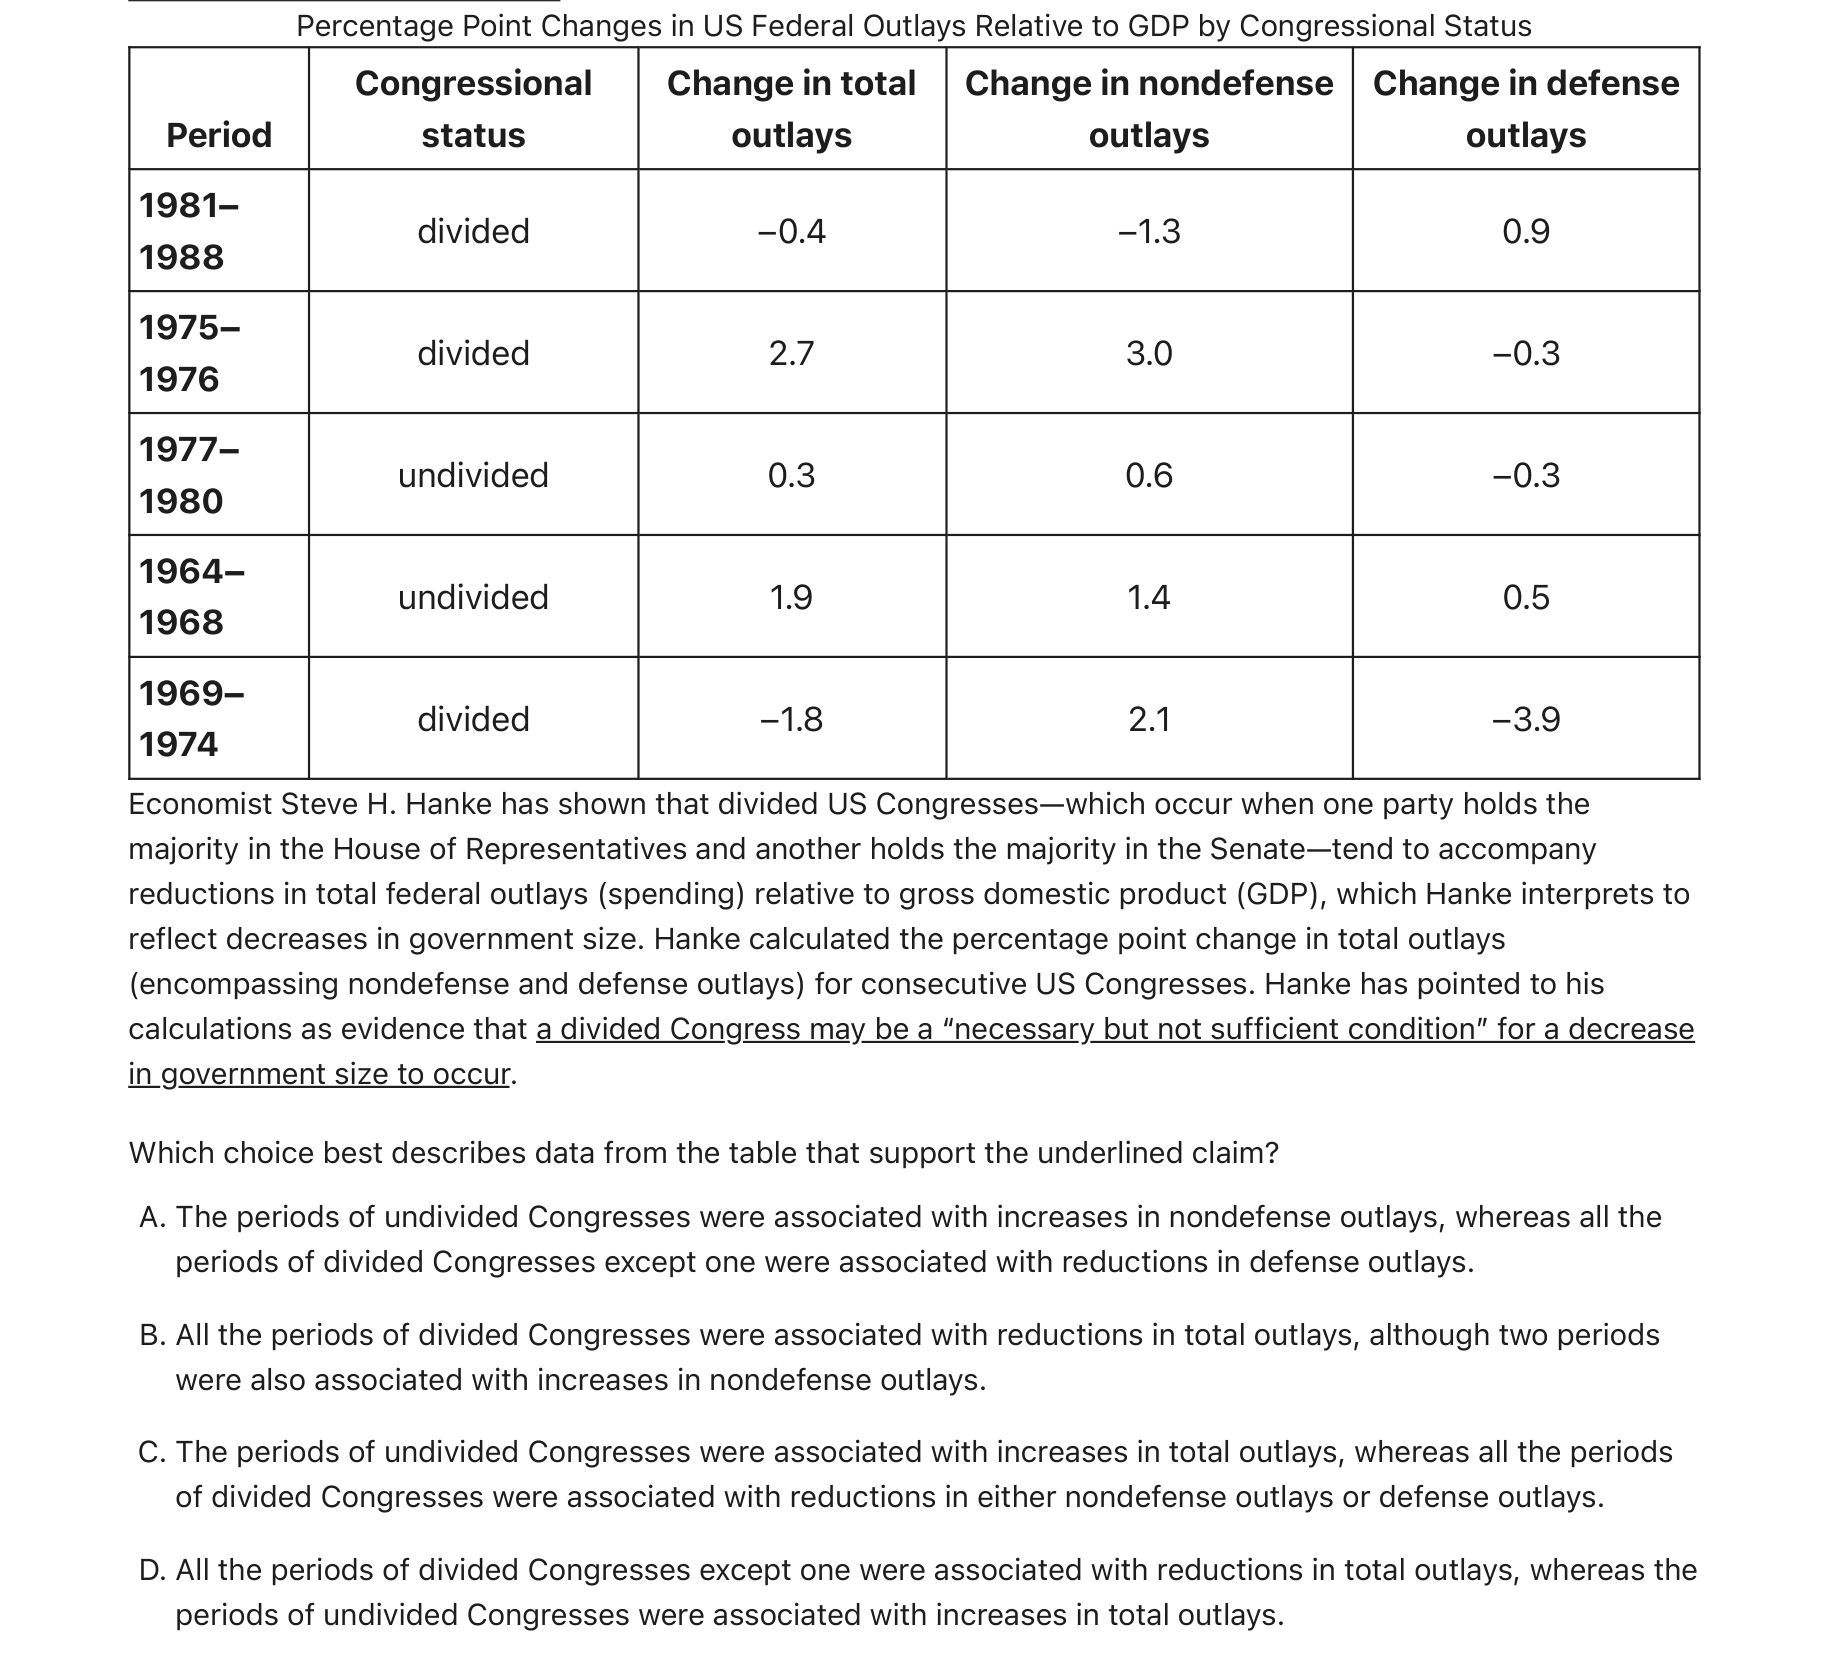 Percentage Point Changes in US Federal Outlays Relative to GDP by Congressional Status
Period
Congressional
status
Change in total
outlays
Change in nondefense
outlays
Change in defense
outlays
1981–
1988
divided
–0.4
–1.3
0.9
1975–
1976
divided
2.7
3.0
–0.3
1977–
1980
undivided
0.3
0.6
–0.3
1964–
1968
undivided
1.9
1.4
0.5
1969–
1974
divided
–1.8
2.1
–3.9
Economist Steve H. Hanke has shown that divided US Congresses—which occur when one party holds the
majority in the House of Representatives and another holds the majority in the Senate—tend to accompany
reductions in total federal outlays (spending) relative to gross domestic product (GDP), which Hanke interprets to
reflect decreases in government size. Hanke calculated the percentage point change in total outlays
(encompassing nondefense and defense outlays) for consecutive US Congresses. Hanke has pointed to his
calculations as evidence that a divided Congress may be a “necessary but not sufficient condition” for a decrease
in government size to occur.
Which choice best describes data from the table that support the underlined claim?
A. The periods of undivided Congresses were associated with increases in nondefense outlays, whereas all the
periods of divided Congresses except one were associated with reductions in defense outlays.
B. All the periods of divided Congresses were associated with reductions in total outlays, although two periods
were also associated with increases in nondefense outlays.
C. The periods of undivided Congresses were associated with increases in total outlays, whereas all the periods
of divided Congresses were associated with reductions in either nondefense outlays or defense outlays.
D. All the periods of divided Congresses except one were associated with reductions in total outlays, whereas the
periods of undivided Congresses were associated with increases in total outlays.